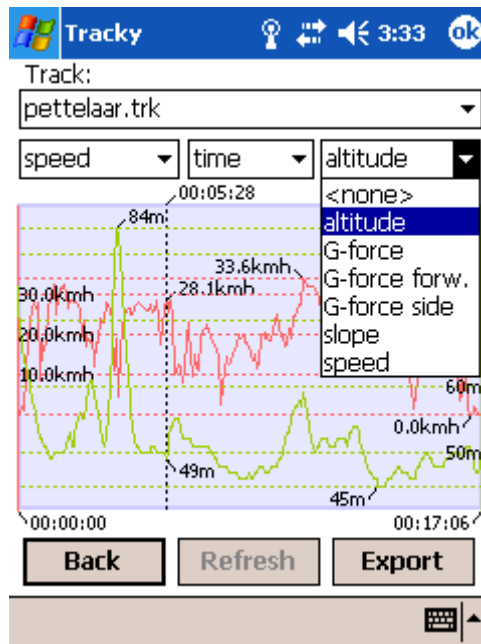 Tracky 3:33 ok
Track:
pettelaar.trk
speed time altitude
<none>
altitude
G-force
G-force forw.
G-force side
slope
speed
00:05:28
84m
33.6kmh
28.1kmh
30.0kmh
20.0kmh
10.0kmh
60m
0.0kmh
50m
49m
45m
00:00:00 00:17:06
Back Refresh Export